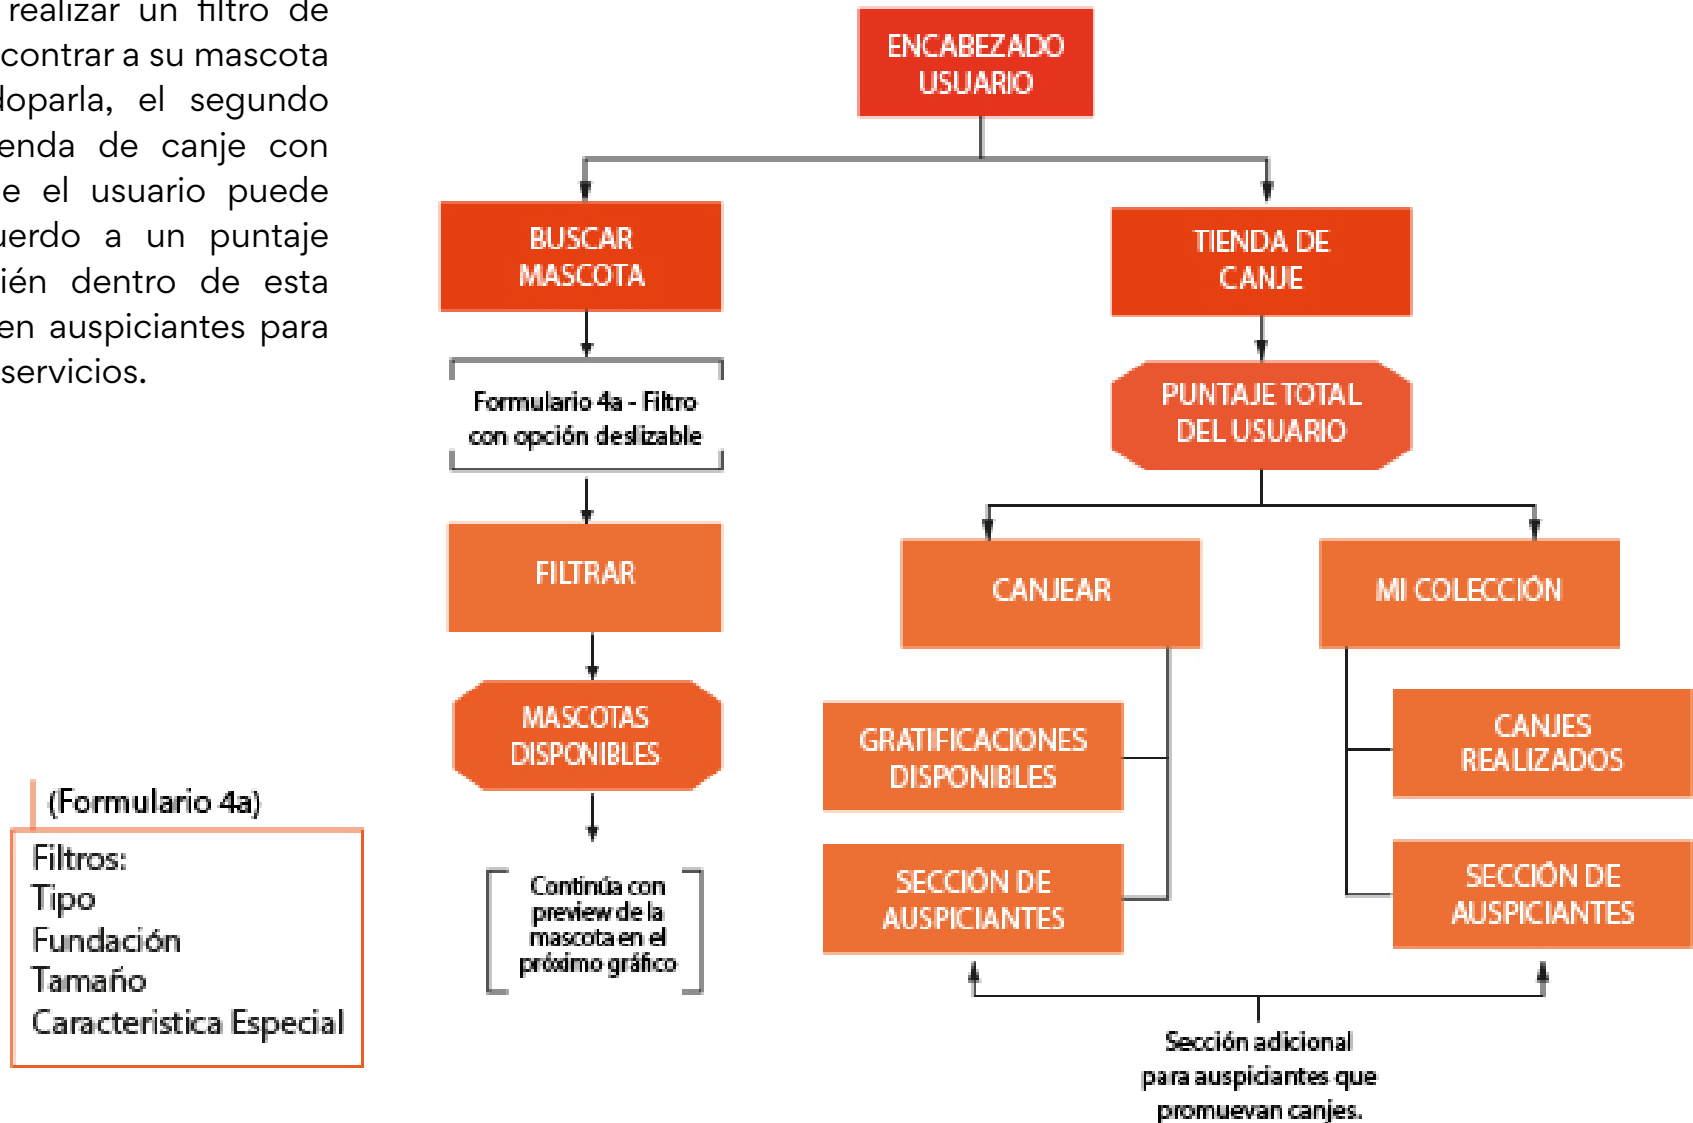 realizar un filtro de
contrar a su mascota
doparla, el segundo
enda de canje con
e el usuario puede
uerdo a un puntaje
ién dentro de esta
en auspiciantes para
servicios.
ENCABEZADO
USUARIO
BUSCAR
MASCOTA
Formulario 4a - Filtro
con opción deslizable
FILTRAR
MASCOTAS
DISPONIBLES
Continúa con
preview de la
mascota en el
próximo gráfico
(Formulario 4a)
Filtros:
Tipo
Fundación
Tamaño
Caracteristica Especial
TIENDA DE
CANJE
PUNTAJE TOTAL
DEL USUARIO
CANJEAR
GRATIFICACIONES
DISPONIBLES
SECCIÓN DE
AUSPICIANTES
MI COLECCIÓN
CANJES
REALIZADOS
SECCIÓN DE
AUSPICIANTES
Sección adicional
para auspiciantes que
promuevan canjes.